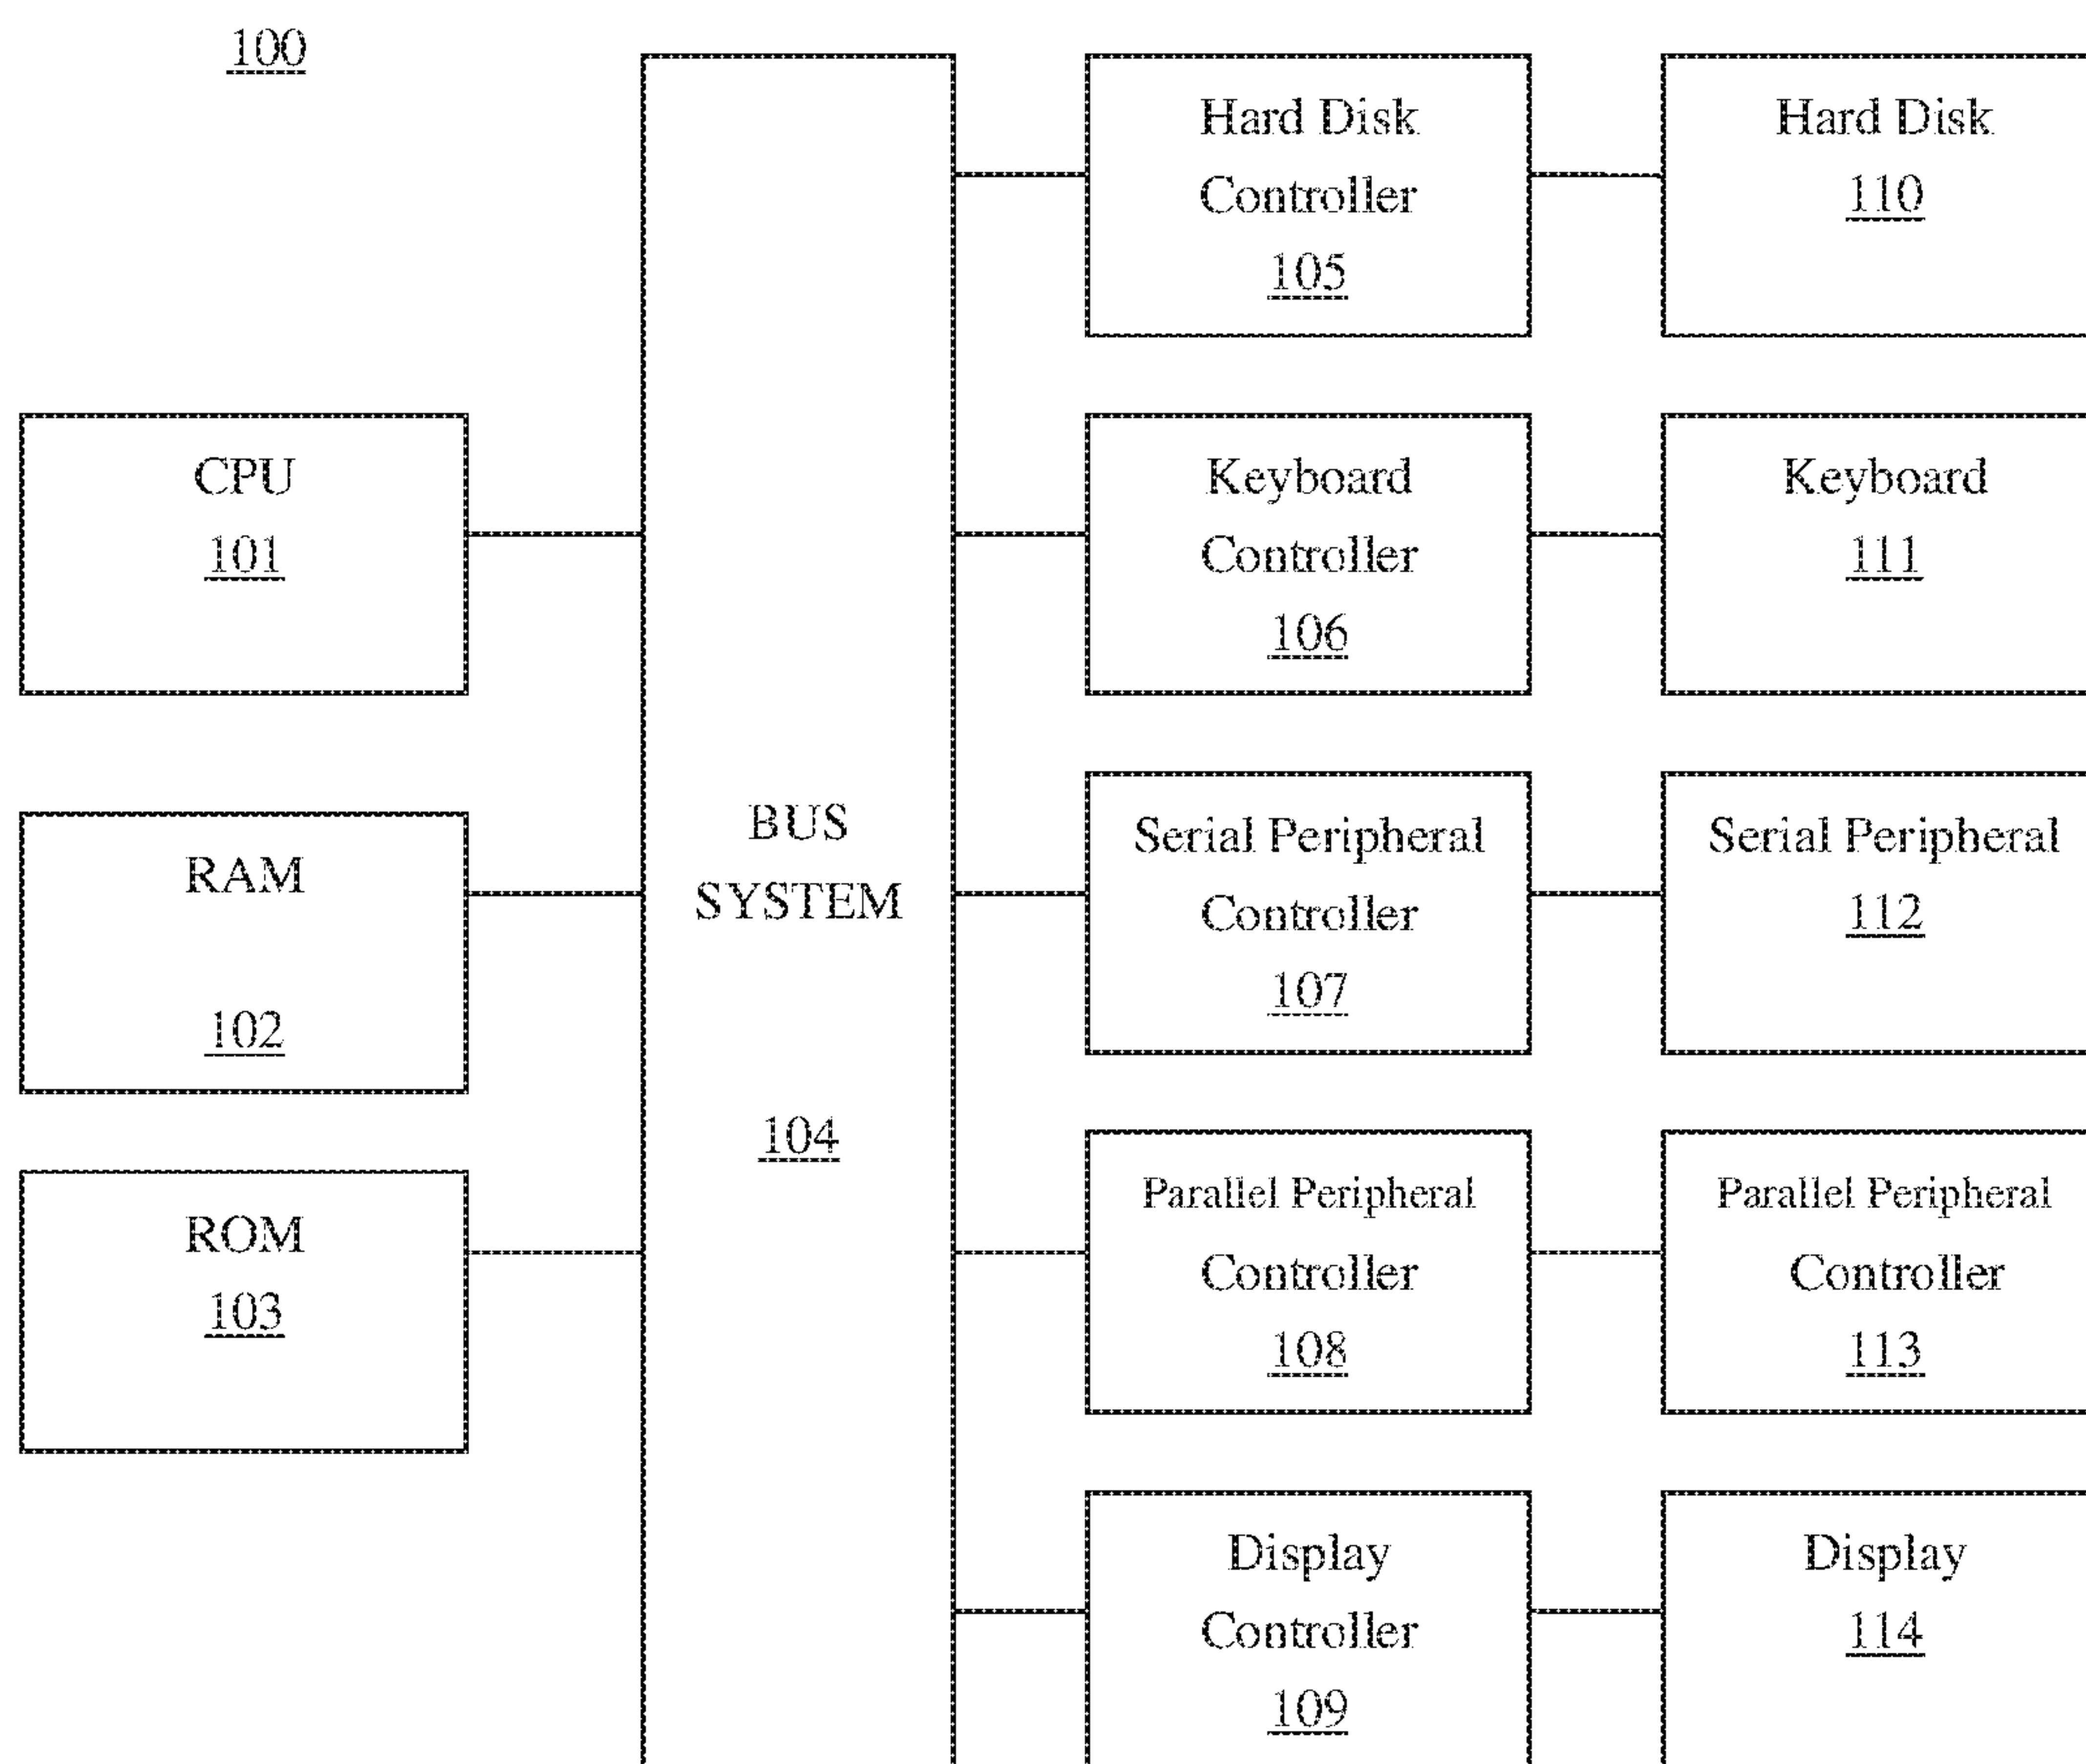 100
CPU
101
RAM
102
ROM
103
BUS
SYSTEM
104
Hard Disk
Controller
105
Hard Disk
110
Keyboard
Controller
106
Keyboard
111
Serial Peripheral
Controller
107
Serial Peripheral
112
Parallel Peripheral
Controller
108
Parallel Peripheral
Controller
113
Display
Controller
109
Display
114